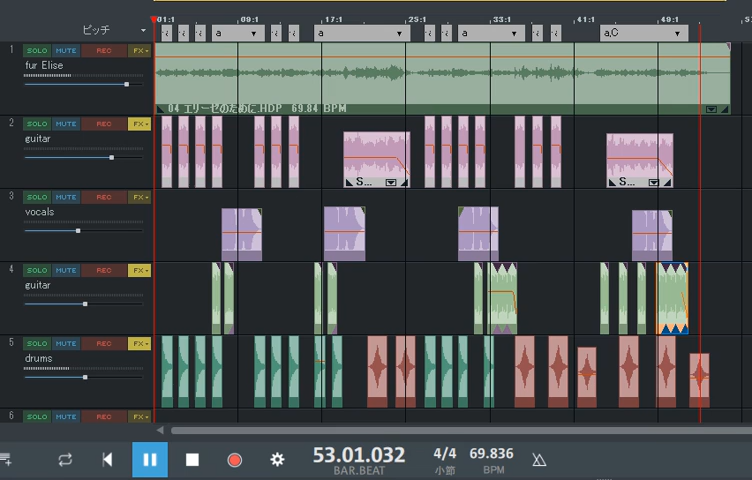 01:1 09:1 17:1 25:1 33:1 41:1 49:1
ピッチ a a a a,C
1 SOLO MUTE REC FX
fur Elise
04 エリーゼのために.HDP 69.84 BPM
2 SOLO MUTE REC FX
guitar
S... S...
3 SOLO MUTE REC FX
vocals
4 SOLO MUTE REC FX
guitar
5 SOLO MUTE REC FX
drums
6 SOLO MUTE REC FX
53.01.032 4/4 69.836
BAR.BEAT 小節 BPM